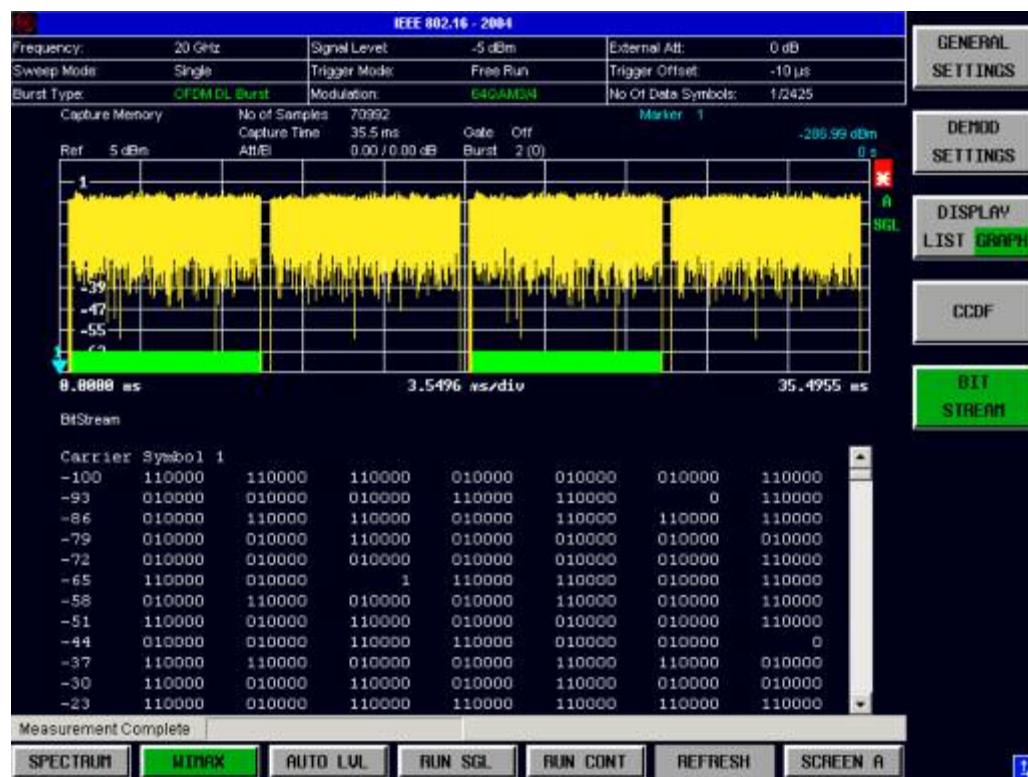 IEEE 802.16 - 2004
Frequency: 20 GHz Signal Level: -5 dBm External Att: 0 dB
Sweep Mode: Single Trigger Mode: Free Run Trigger Offset: -10 µs
Burst Type: OFDM DL Burst Modulation: 64QAM3/4 No Of Data Symbols: 1/2425
Capture Memory No of Samples 70992 Marker 1
Capture Time 35.5 ms Gate Off -286.99 dBm
Ref 5 dBm Att/El 0.00 / 0.00 dB Burst 2 (0) 0 s
-1
A
SGL
-39
-47
-55
1
0.0000 ms 3.5496 ms/div 35.4955 ms
BitStream
Carrier Symbol 1
-100 110000 110000 110000 010000 010000 010000 110000
-93 010000 010000 010000 110000 110000 0 110000
-86 010000 110000 110000 010000 110000 110000 110000
-79 010000 010000 110000 010000 010000 010000 010000
-72 010000 010000 010000 010000 010000 010000 110000
-65 110000 010000 1 110000 110000 010000 110000
-58 010000 110000 010000 010000 110000 010000 110000
-51 110000 010000 010000 010000 010000 010000 110000
-44 010000 010000 110000 010000 010000 010000 0
-37 110000 110000 010000 010000 110000 110000 010000
-30 110000 010000 110000 010000 110000 010000 010000
-23 110000 010000 110000 110000 110000 110000 110000
Measurement Complete
SPECTRUM WIMAX AUTO LVL RUN SGL RUN CONT REFRESH SCREEN A
GENERAL
SETTINGS
DEMOD
SETTINGS
DISPLAY
LIST GRAPH
CCDF
BIT
STREAM